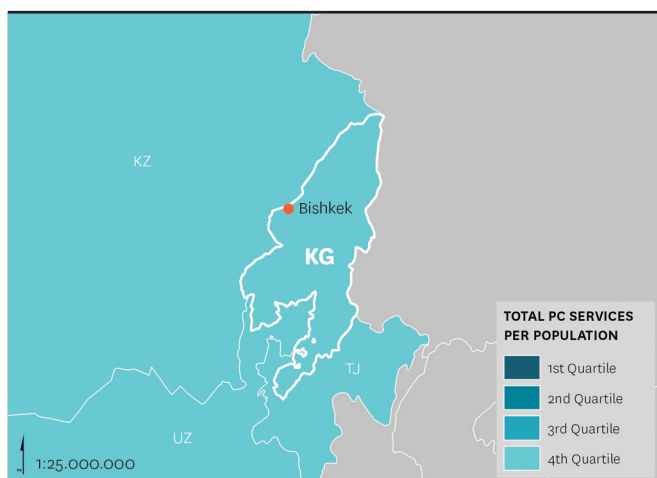 KZ
Bishkek
KG
TJ
UZ
N
1:25.000.000
TOTAL PC SERVICES
PER POPULATION
1st Quartile
2nd Quartile
3rd Quartile
4th Quartile